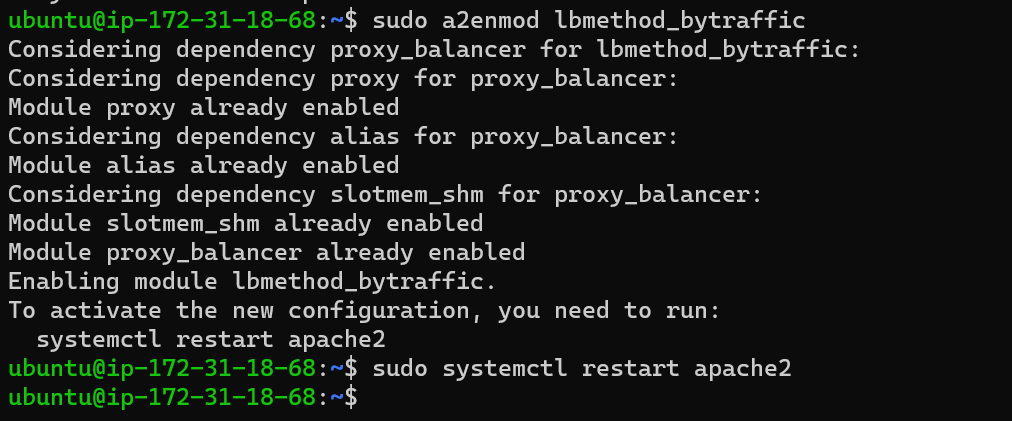 ubuntu@ip-172-31-18-68:~$ sudo a2enmod lbmethod_bytraffic
Considering dependency proxy_balancer for lbmethod_bytraffic:
Considering dependency proxy for proxy_balancer:
Module proxy already enabled
Considering dependency alias for proxy_balancer:
Module alias already enabled
Considering dependency slotmem_shm for proxy_balancer:
Module slotmem_shm already enabled
Module proxy_balancer already enabled
Enabling module lbmethod_bytraffic.
To activate the new configuration, you need to run:
  systemctl restart apache2
ubuntu@ip-172-31-18-68:~$ sudo systemctl restart apache2
ubuntu@ip-172-31-18-68:~$